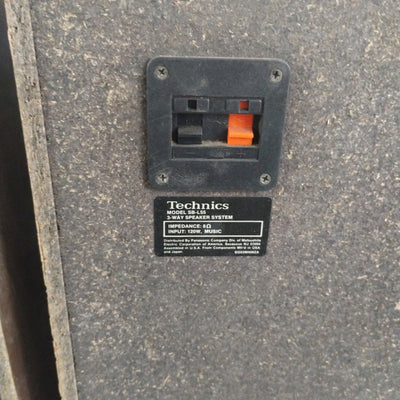 Technics
MODEL SB-L55
3-WAY SPEAKER SYSTEM
IMPEDANCE: 8Ω
INPUT: 120W, MUSIC
Distributed By Panasonic Company Div. of Matsushita
Electric Corporation of America, Secaucus NJ 07094
Assembled in U.S.A. From Components Mfr'd in USA
and Japan